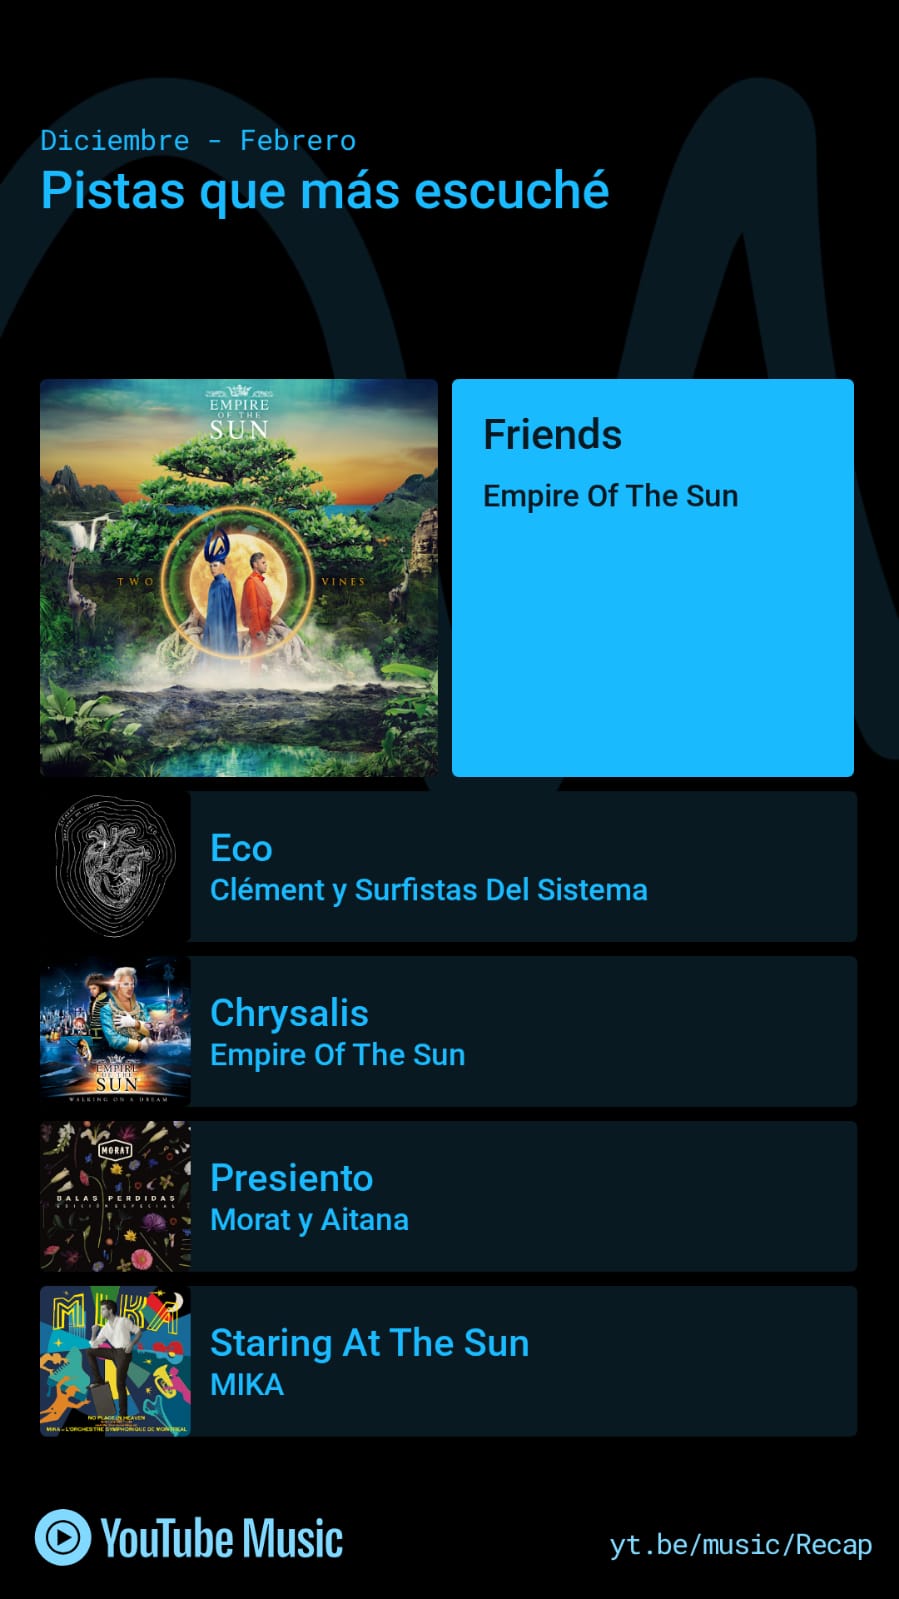 Diciembre - Febrero
Pistas que más escuché
EMPIRE
OF THE
SUN
TWO VINES
Friends
Empire Of The Sun
Eco
Clément y Surfistas Del Sistema
EMPIRE
OF THE
SUN
WALKING ON A DREAM
Chrysalis
Empire Of The Sun
MORAT
BALAS PERDIDAS
EDICIÓN ESPECIAL
Presiento
Morat y Aitana
MIKA
NO PLACE IN HEAVEN
MIKA L'ORCHESTRE SYMPHONIQUE DE MONTREAL
Staring At The Sun
MIKA
YouTube Music
yt.be/music/Recap